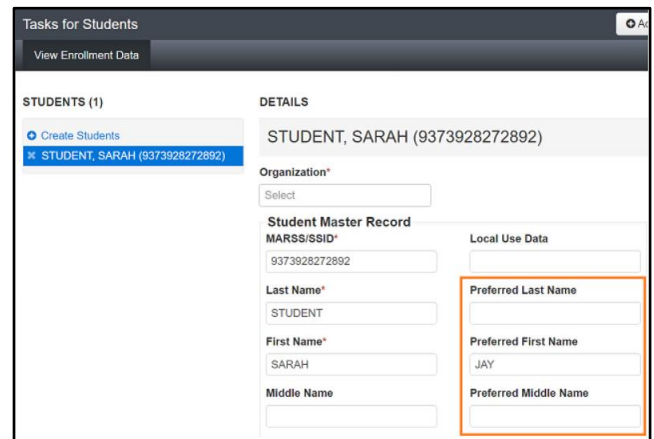 Tasks for Students
View Enrollment Data
STUDENTS (1)
Create Students
STUDENT, SARAH (9373928272892)
DETAILS
STUDENT, SARAH (9373928272892)
Organization*
Select
Student Master Record
MARSS/SSID*
Local Use Data
9373928272892
Last Name*
Preferred Last Name
STUDENT
First Name*
Preferred First Name
SARAH
JAY
Middle Name
Preferred Middle Name